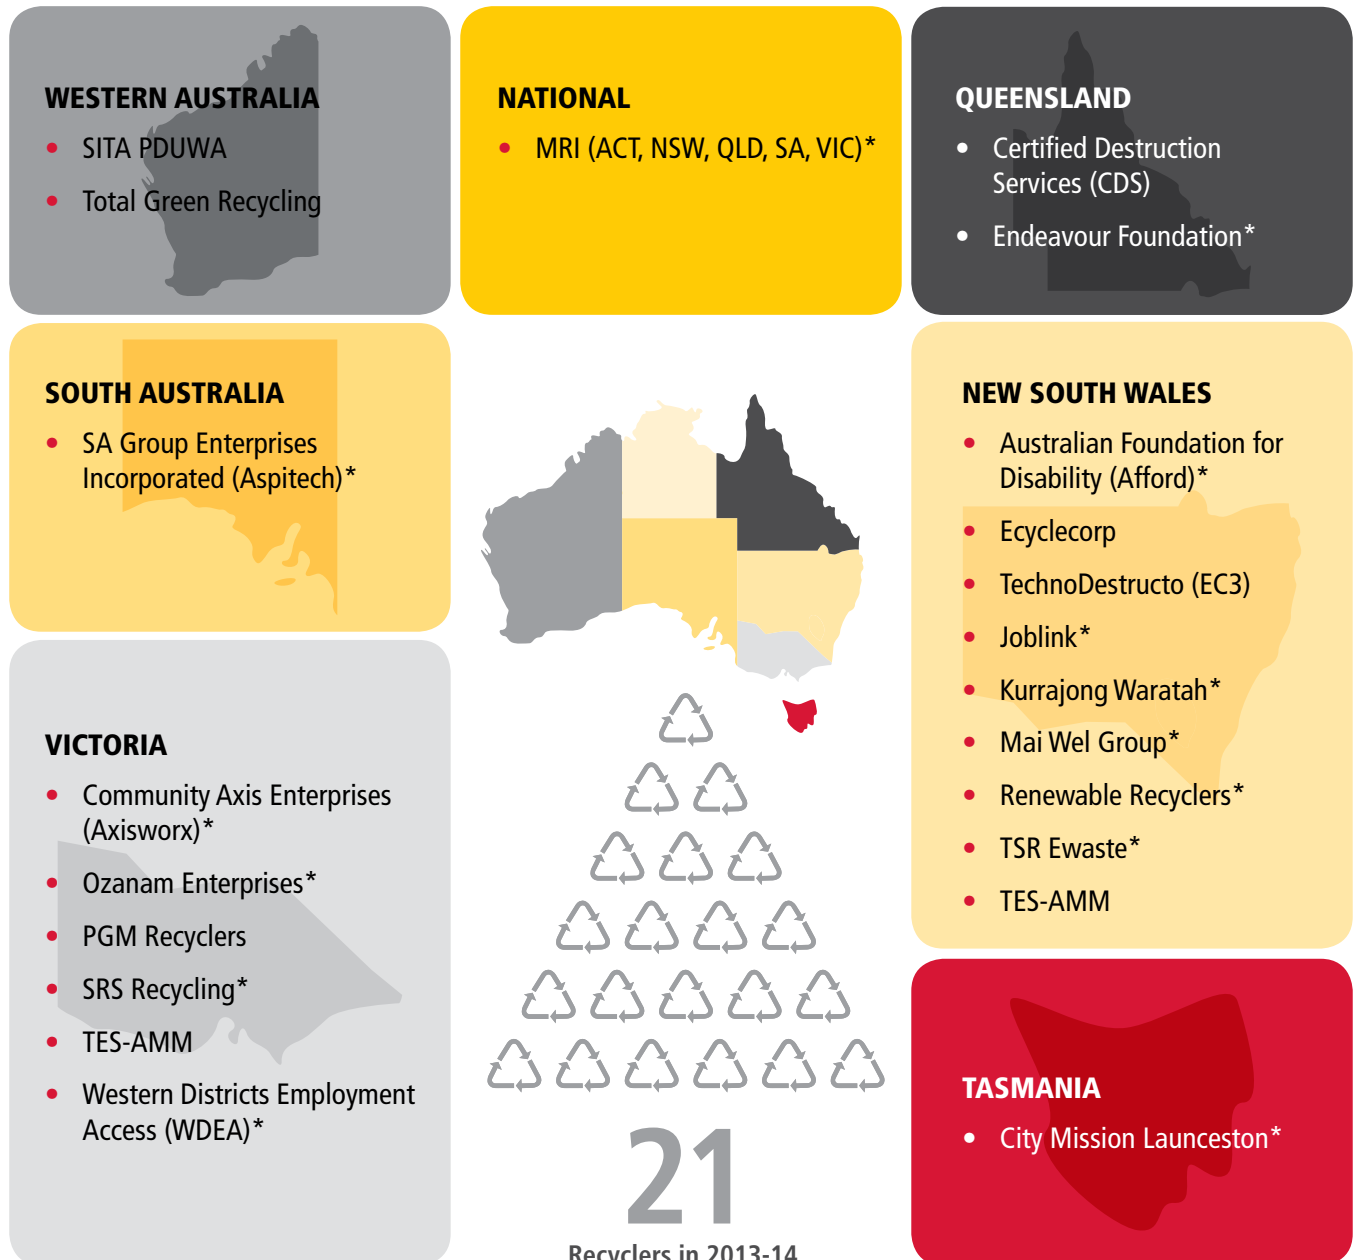 WESTERN AUSTRALIA
• SITA PDUWA
• Total Green Recycling
NATIONAL
• MRI (ACT, NSW, QLD, SA, VIC)*
QUEENSLAND
• Certified Destruction
Services (CDS)
• Endeavour Foundation*
SOUTH AUSTRALIA
• SA Group Enterprises
Incorporated (Aspitech)*
NEW SOUTH WALES
• Australian Foundation for
Disability (Afford)*
• Ecyclecorp
• TechnoDestructo (EC3)
• Joblink*
• Kurrajong Waratah*
• Mai Wel Group*
• Renewable Recyclers*
• TSR Ewaste*
• TES-AMM
VICTORIA
• Community Axis Enterprises
(Axisworx)*
• Ozanam Enterprises*
• PGM Recyclers
• SRS Recycling*
• TES-AMM
• Western Districts Employment
Access (WDEA)*
21
Recyclers in 2013-14
TASMANIA
• City Mission Launceston*